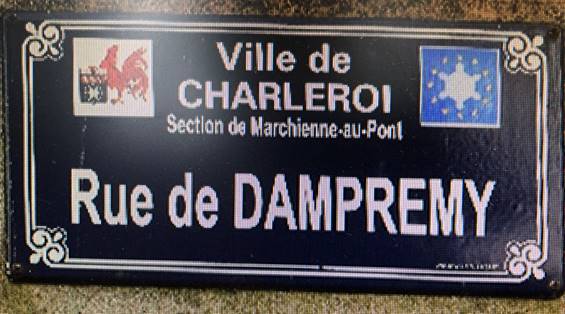 Ville de
CHARLEROI
Section de Marchienne-au-Pont
Rue de DAMPREMY